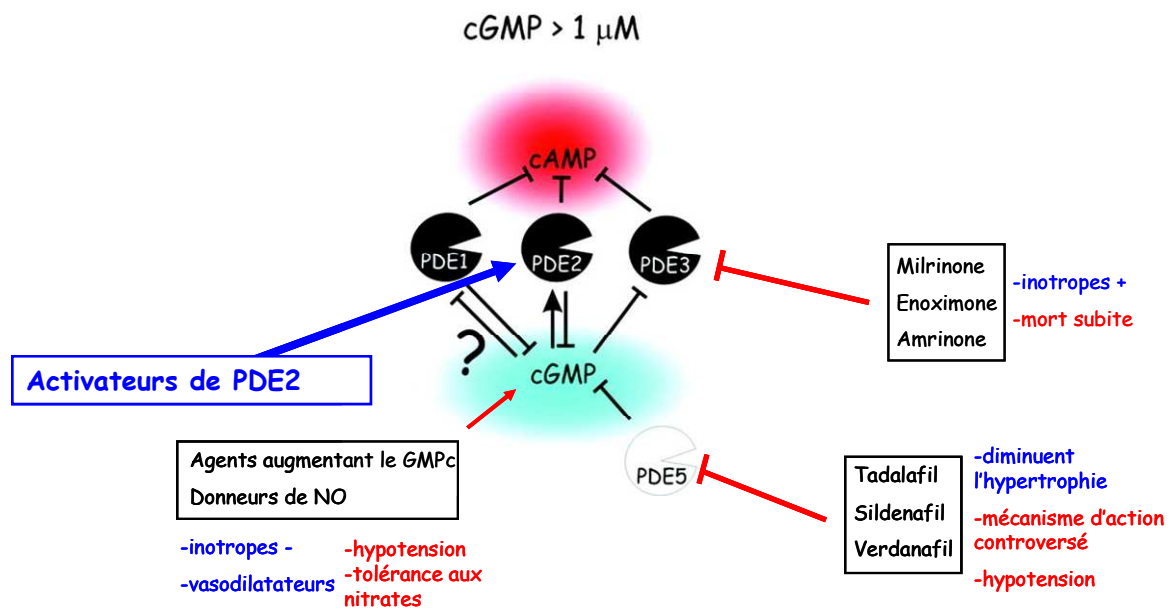 cGMP > 1 μM
cAMP
PDE1
PDE2
PDE3
Milrinone
Enoximone
Amrinone
-inotropes +
-mort subite
?
cGMP
Activateurs de PDE2
Agents augmentant le GMPc
Donneurs de NO
-inotropes -
-vasodilatateurs
-hypotension
-tolérance aux
nitrates
PDE5
Tadalafil
Sildenafil
Verdanafil
-diminuent
l'hypertrophie
-mécanisme d'action
controversé
-hypotension